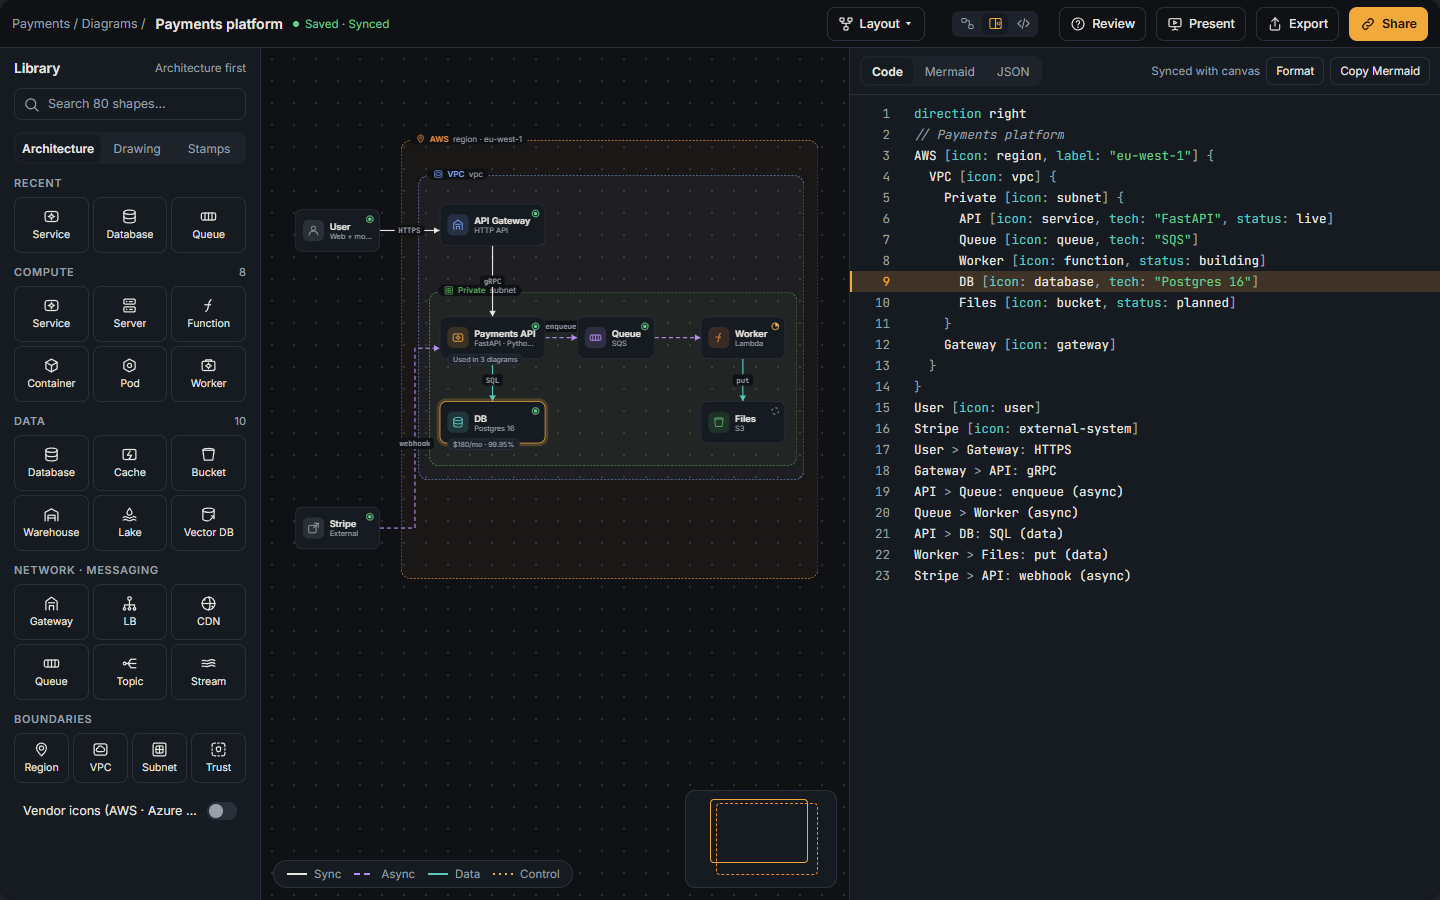 Payments / Diagrams / Payments platform Saved · Synced
Layout
Review
Present
Export
Share
Library
Architecture first
Search 80 shapes...
Architecture Drawing Stamps
RECENT
Service Database Queue
COMPUTE 8
Service Server Function
Container Pod Worker
DATA 10
Database Cache Bucket
Warehouse Lake Vector DB
NETWORK · MESSAGING
Gateway LB CDN
Queue Topic Stream
BOUNDARIES
Region VPC Subnet Trust
Vendor icons (AWS · Azure ...
AWS region · eu-west-1
VPC vpc
User
Web + mo...
HTTPS
API Gateway
HTTP API
gRPC
Private subnet
Payments API
FastAPI · Pytho...
Used in 3 diagrams
enqueue
Queue
SQS
Worker
Lambda
SQL
put
DB
Postgres 16
$180/mo · 99.95%
Files
S3
webhook
Stripe
External
Sync Async Data Control
Code Mermaid JSON
Synced with canvas
Format
Copy Mermaid
1 direction right
2 // Payments platform
3 AWS [icon: region, label: "eu-west-1"] {
4 VPC [icon: vpc] {
5 Private [icon: subnet] {
6 API [icon: service, tech: "FastAPI", status: live]
7 Queue [icon: queue, tech: "SQS"]
8 Worker [icon: function, status: building]
9 DB [icon: database, tech: "Postgres 16"]
10 Files [icon: bucket, status: planned]
11 }
12 Gateway [icon: gateway]
13 }
14 }
15 User [icon: user]
16 Stripe [icon: external-system]
17 User > Gateway: HTTPS
18 Gateway > API: gRPC
19 API > Queue: enqueue (async)
20 Queue > Worker (async)
21 API > DB: SQL (data)
22 Worker > Files: put (data)
23 Stripe > API: webhook (async)